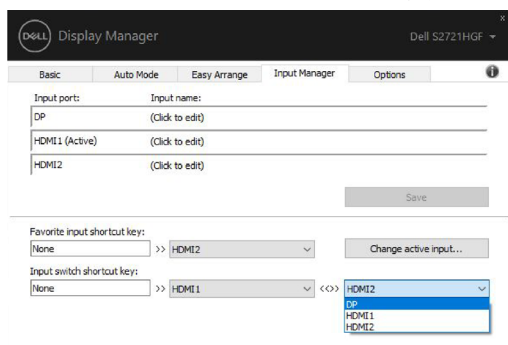 x
DELL Display Manager Dell S2721HGF
Basic Auto Mode Easy Arrange Input Manager Options i
Input port: Input name:
DP (Click to edit)
HDMI1 (Active) (Click to edit)
HDMI2 (Click to edit)
Save
Favorite input shortcut key:
None >> HDMI2 Change active input...
Input switch shortcut key:
None >> HDMI1 <<>> HDMI2
DP
HDMI1
HDMI2